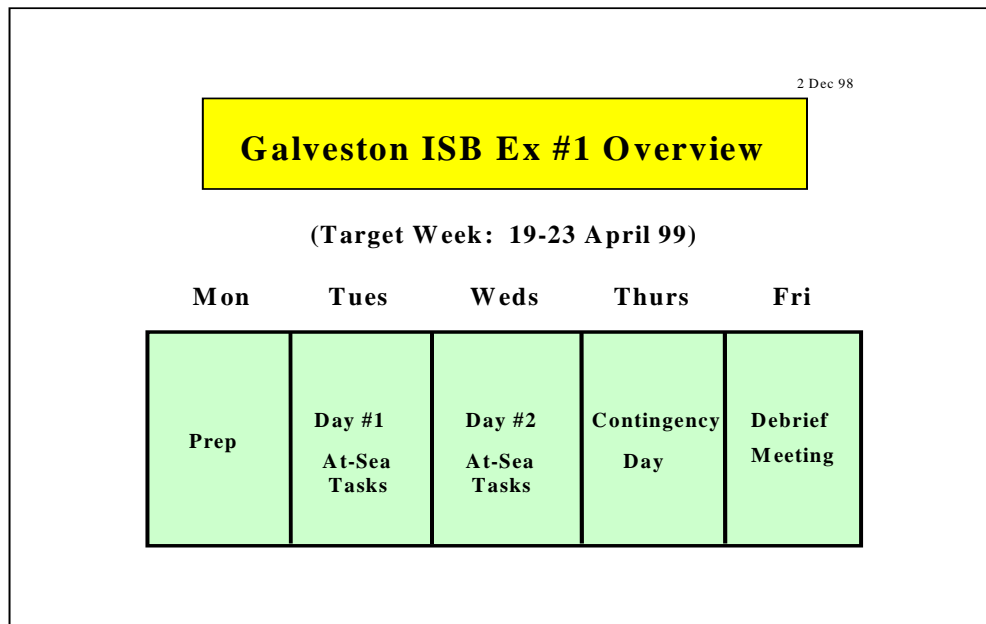 2 Dec 98
Galveston ISB Ex #1 Overview
(Target Week: 19-23 April 99)
Mon Tues Weds Thurs Fri
Prep
Day #1
At-Sea
Tasks
Day #2
At-Sea
Tasks
Contingency
Day
Debrief
Meeting